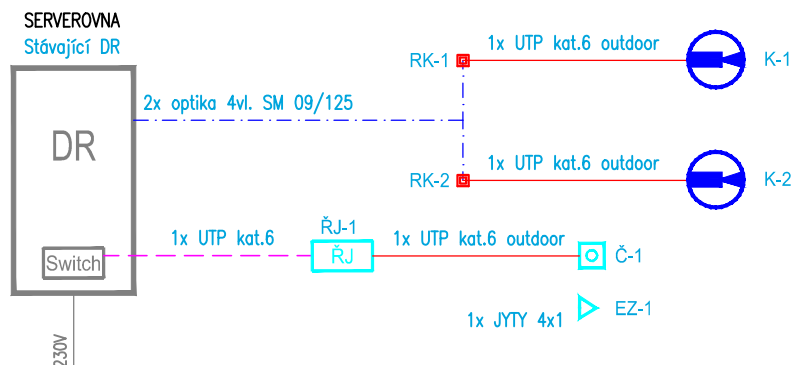 SERVEROVNA
Stávající DR
1x UTP kat.6 outdoor
RK-1
K-1
2x optika 4vl. SM 09/125
DR
1x UTP kat.6 outdoor
RK-2
K-2
ŘJ-1
1x UTP kat.6
1x UTP kat.6 outdoor
Switch
ŘJ
Č-1
1x JYTY 4x1
EZ-1
230V